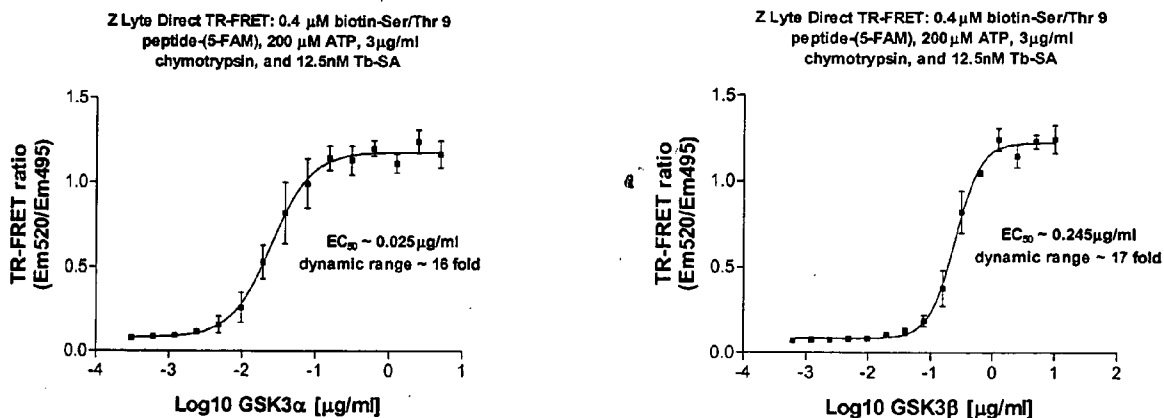 Z Lyte Direct TR-FRET: 0.4 µM biotin-Ser/Thr 9
peptide-(5-FAM), 200 µM ATP, 3µg/ml
chymotrypsin, and 12.5nM Tb-SA
TR-FRET ratio
(Em520/Em495)
1.5
1.0
0.5
0.0
EC50 ~ 0.025µg/ml
dynamic range ~ 16 fold
-4
-3
-2
-1
0
1
Log10 GSK3α [µg/ml]
Z Lyte Direct TR-FRET: 0.4 µM biotin-Ser/Thr 9
peptide-(5-FAM), 200 µM ATP, 3µg/ml
chymotrypsin, and 12.5nM Tb-SA
TR-FRET ratio
(Em520/Em495)
1.5
1.0
0.5
0.0
EC50 ~ 0.245µg/ml
dynamic range ~ 17 fold
-4
-3
-2
-1
0
1
2
Log10 GSK3β [µg/ml]